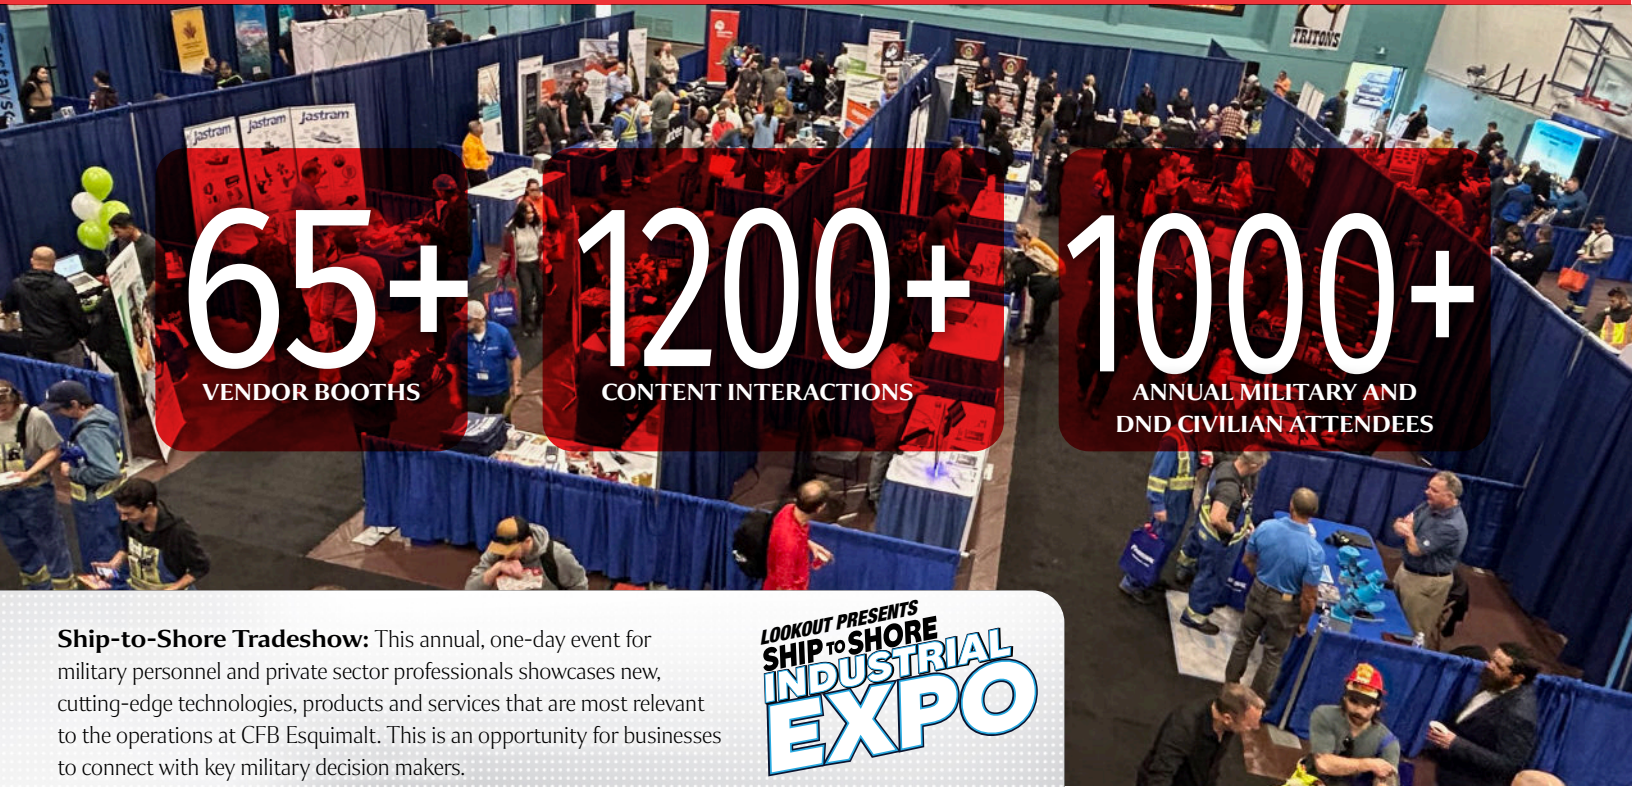 TRITONS
Jastram
Jastram
Jastram
65+
VENDOR BOOTHS
1200+
CONTENT INTERACTIONS
1000+
ANNUAL MILITARY AND
DND CIVILIAN ATTENDEES
Ship-to-Shore Tradeshow: This annual, one-day event for
military personnel and private sector professionals showcases new,
cutting-edge technologies, products and services that are most relevant
to the operations at CFB Esquimalt. This is an opportunity for businesses
to connect with key military decision makers.
LOOKOUT PRESENTS
SHIP TO SHORE
INDUSTRIAL
EXPO